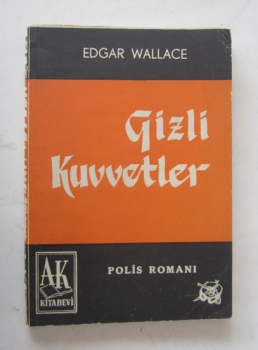 EDGAR WALLACE
Gizli
Kuvvetler
AK
KİTABEVİ
POLİS ROMANI